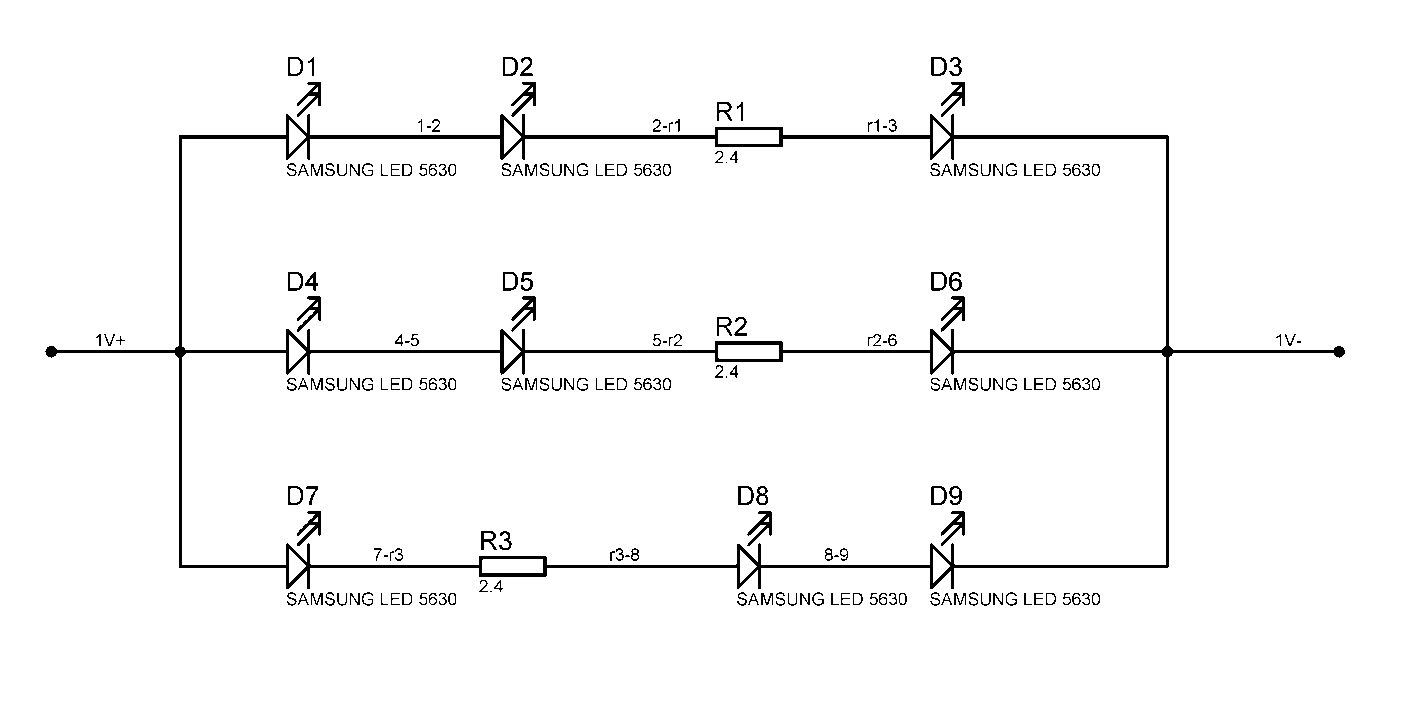 D1 D2 D3
R1
1-2 2-r1 r1-3
2.4
SAMSUNG LED 5630 SAMSUNG LED 5630 SAMSUNG LED 5630
D4 D5 D6
R2
1V+ 4-5 5-r2 r2-6 1V-
2.4
SAMSUNG LED 5630 SAMSUNG LED 5630 SAMSUNG LED 5630
D7 D8 D9
R3
7-r3 r3-8 8-9
2.4
SAMSUNG LED 5630 SAMSUNG LED 5630 SAMSUNG LED 5630